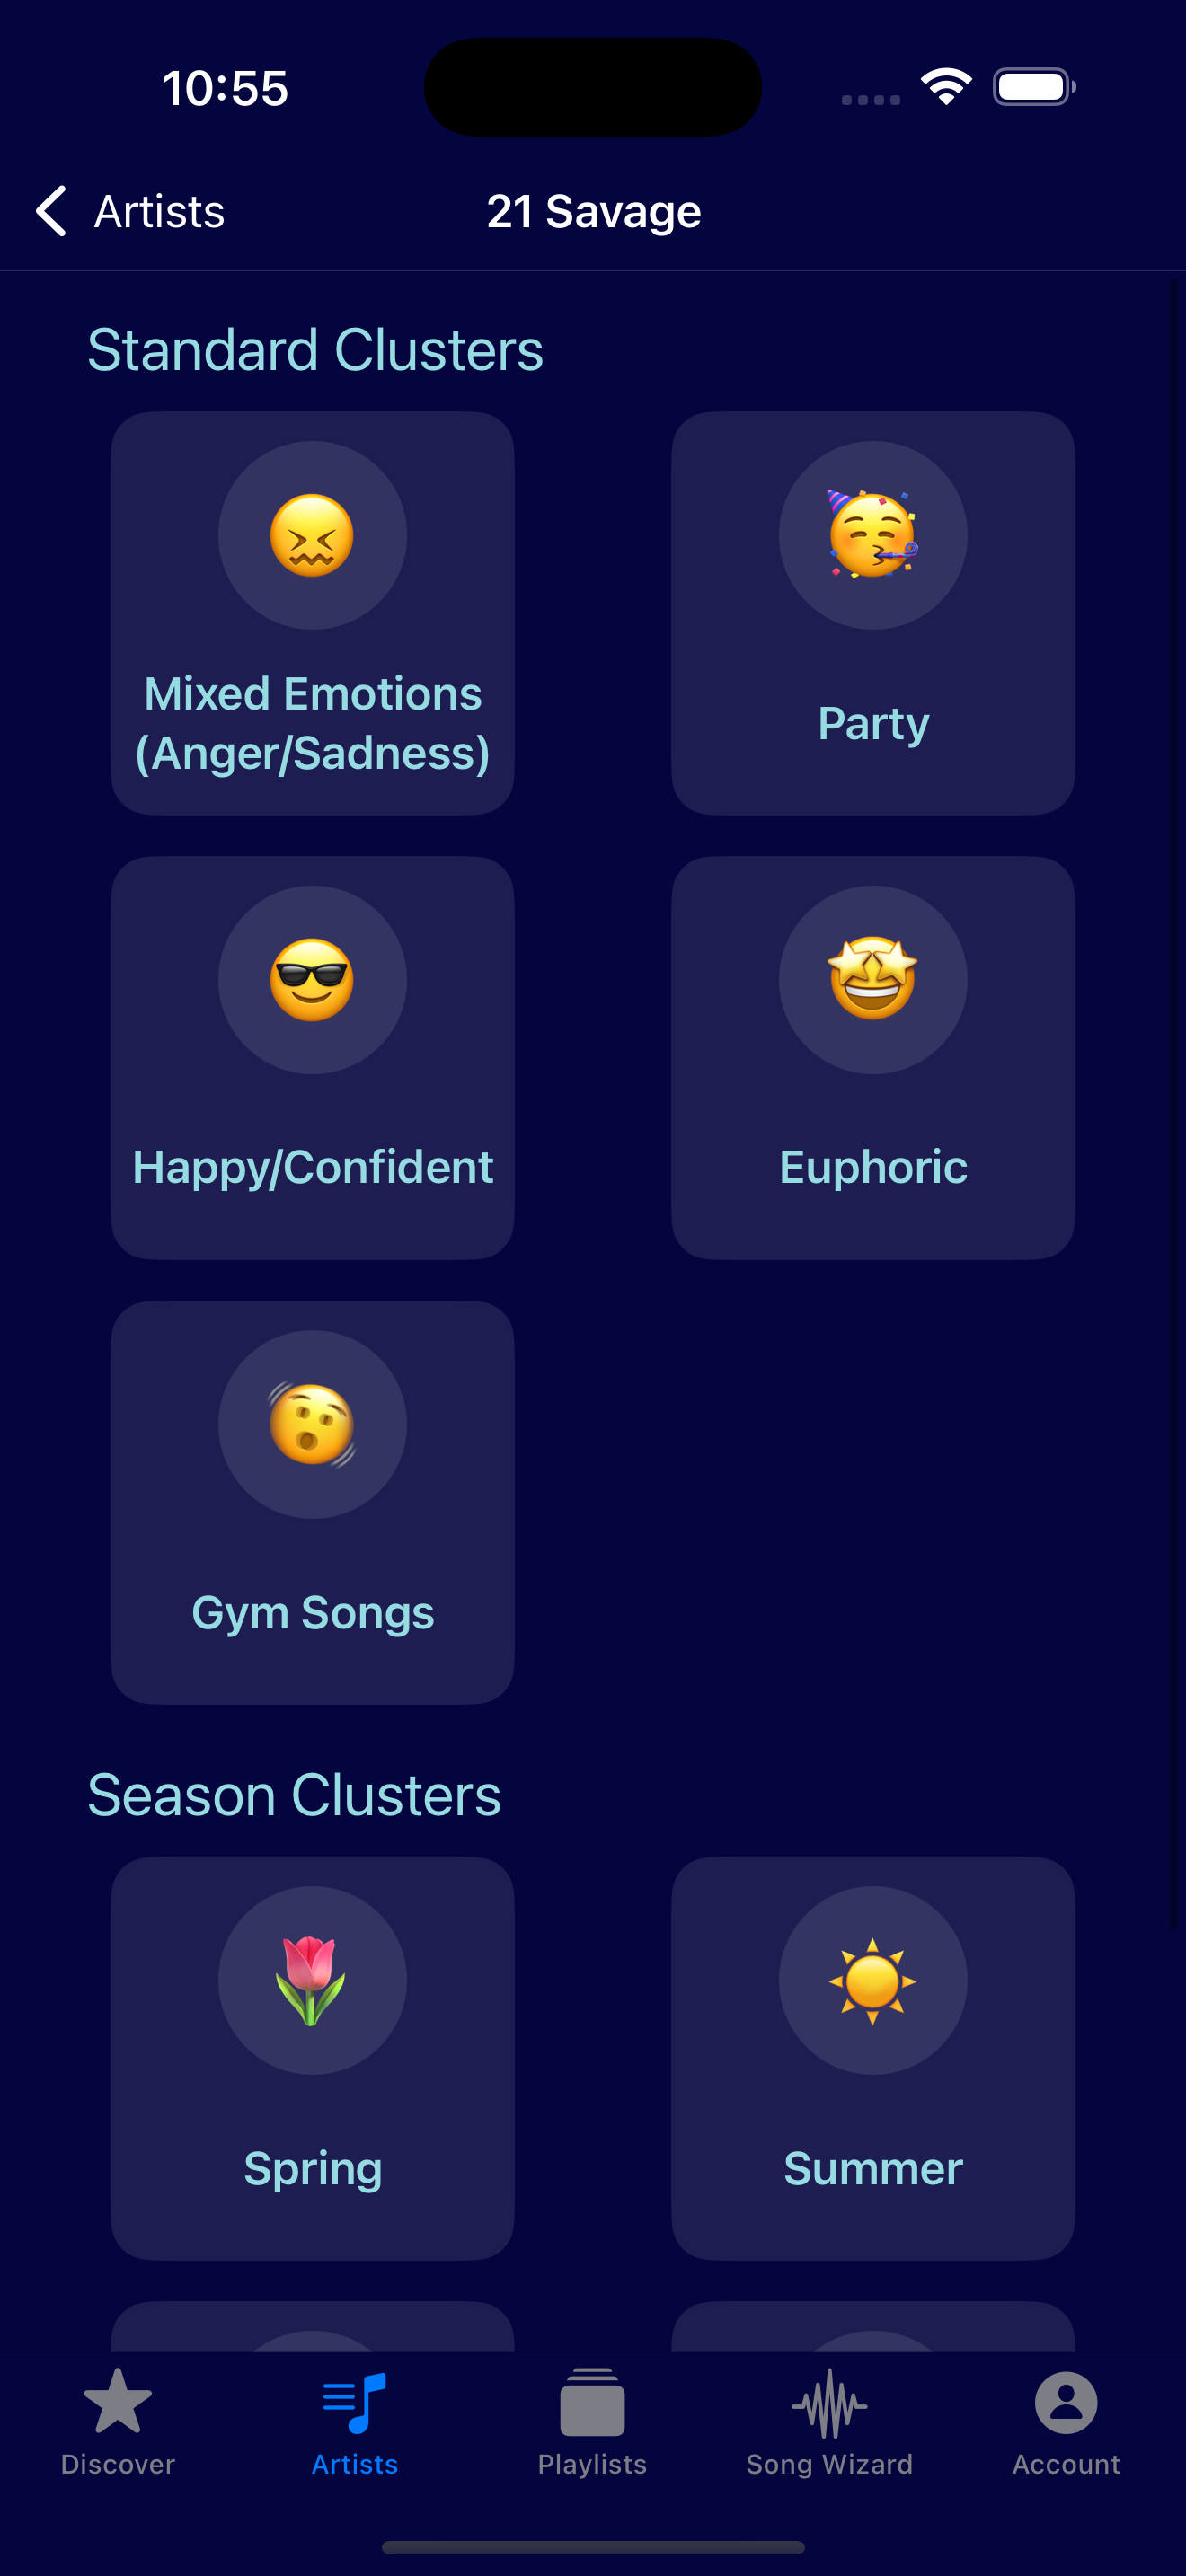 10:55
Artists
21 Savage
Standard Clusters
Mixed Emotions
(Anger/Sadness)
Party
Happy/Confident
Euphoric
Gym Songs
Season Clusters
Spring
Summer
Discover
Artists
Playlists
Song Wizard
Account